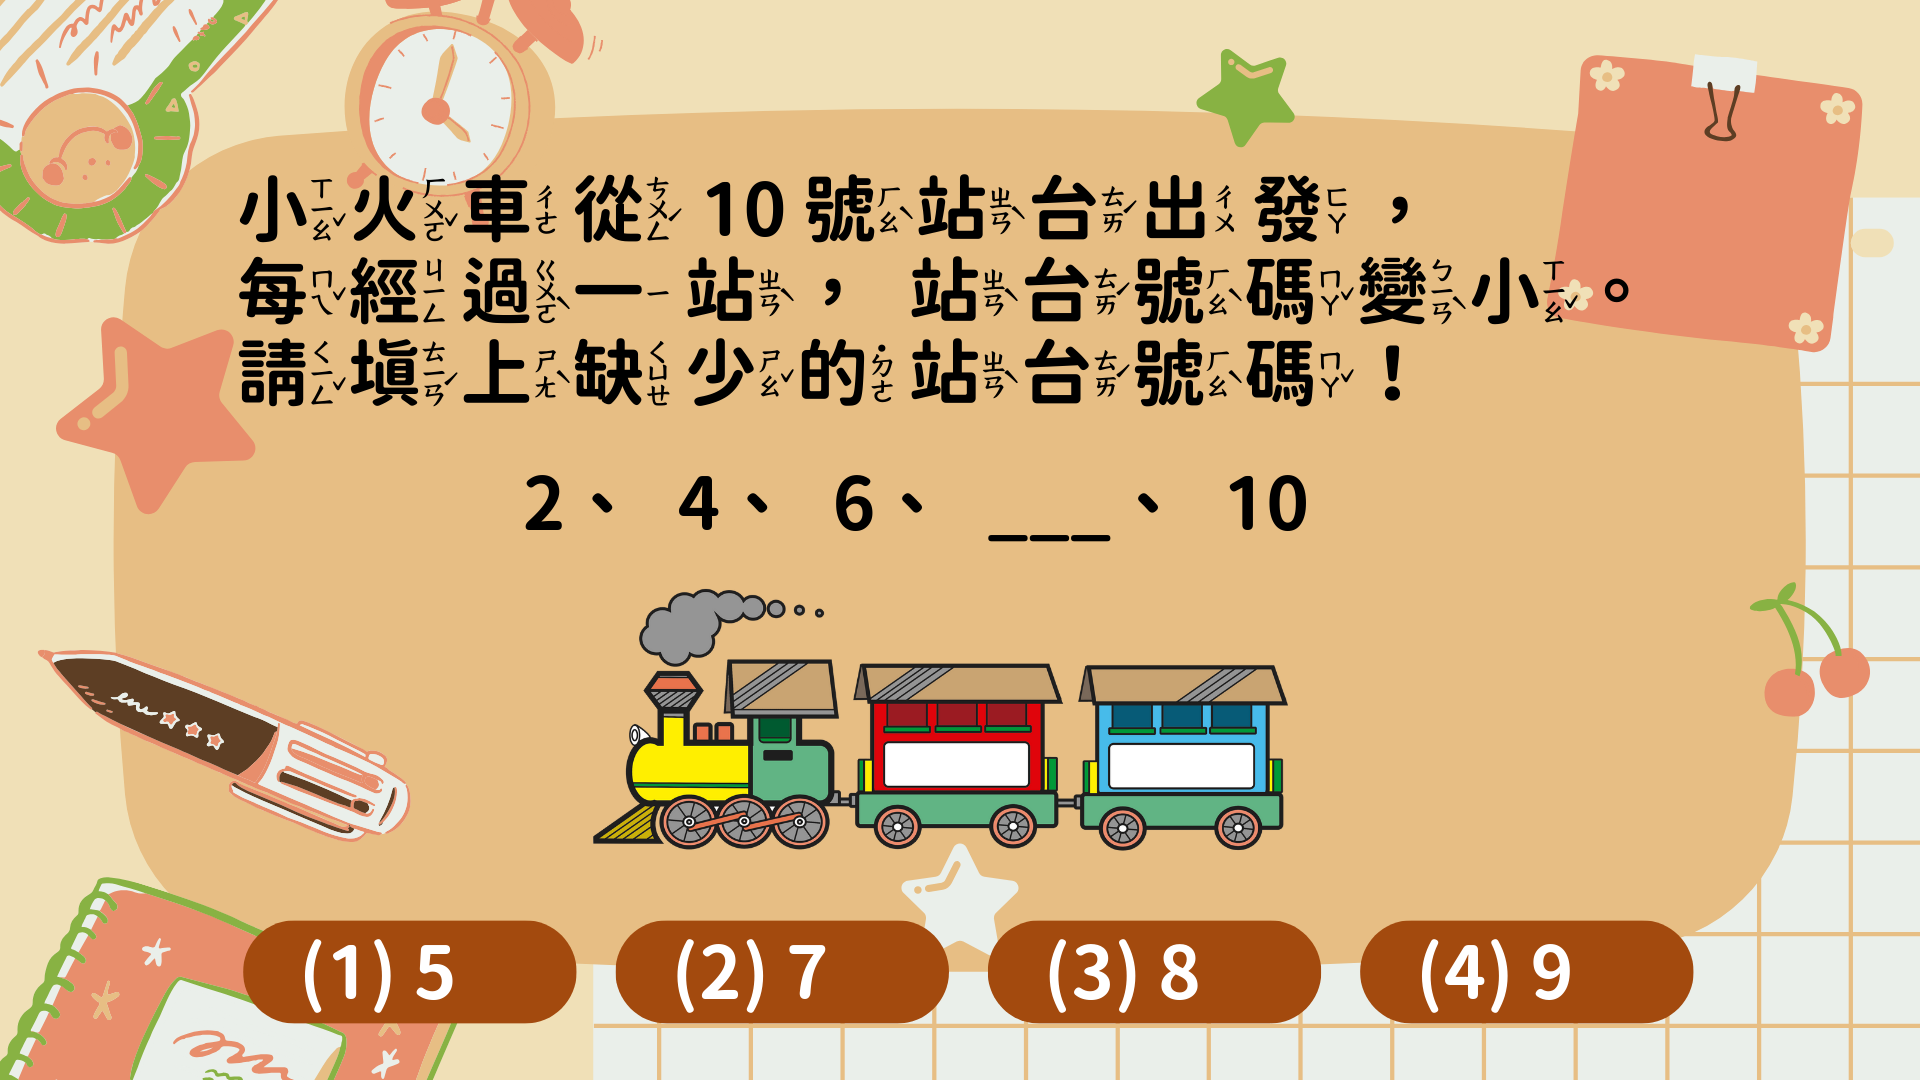 小火車從 10 號站台出發，
每經過一站， 站台號碼變小。
請填上缺少的站台號碼！
2、 4、 6、 ___、 10
(1) 5
(2) 7
(3) 8
(4) 9